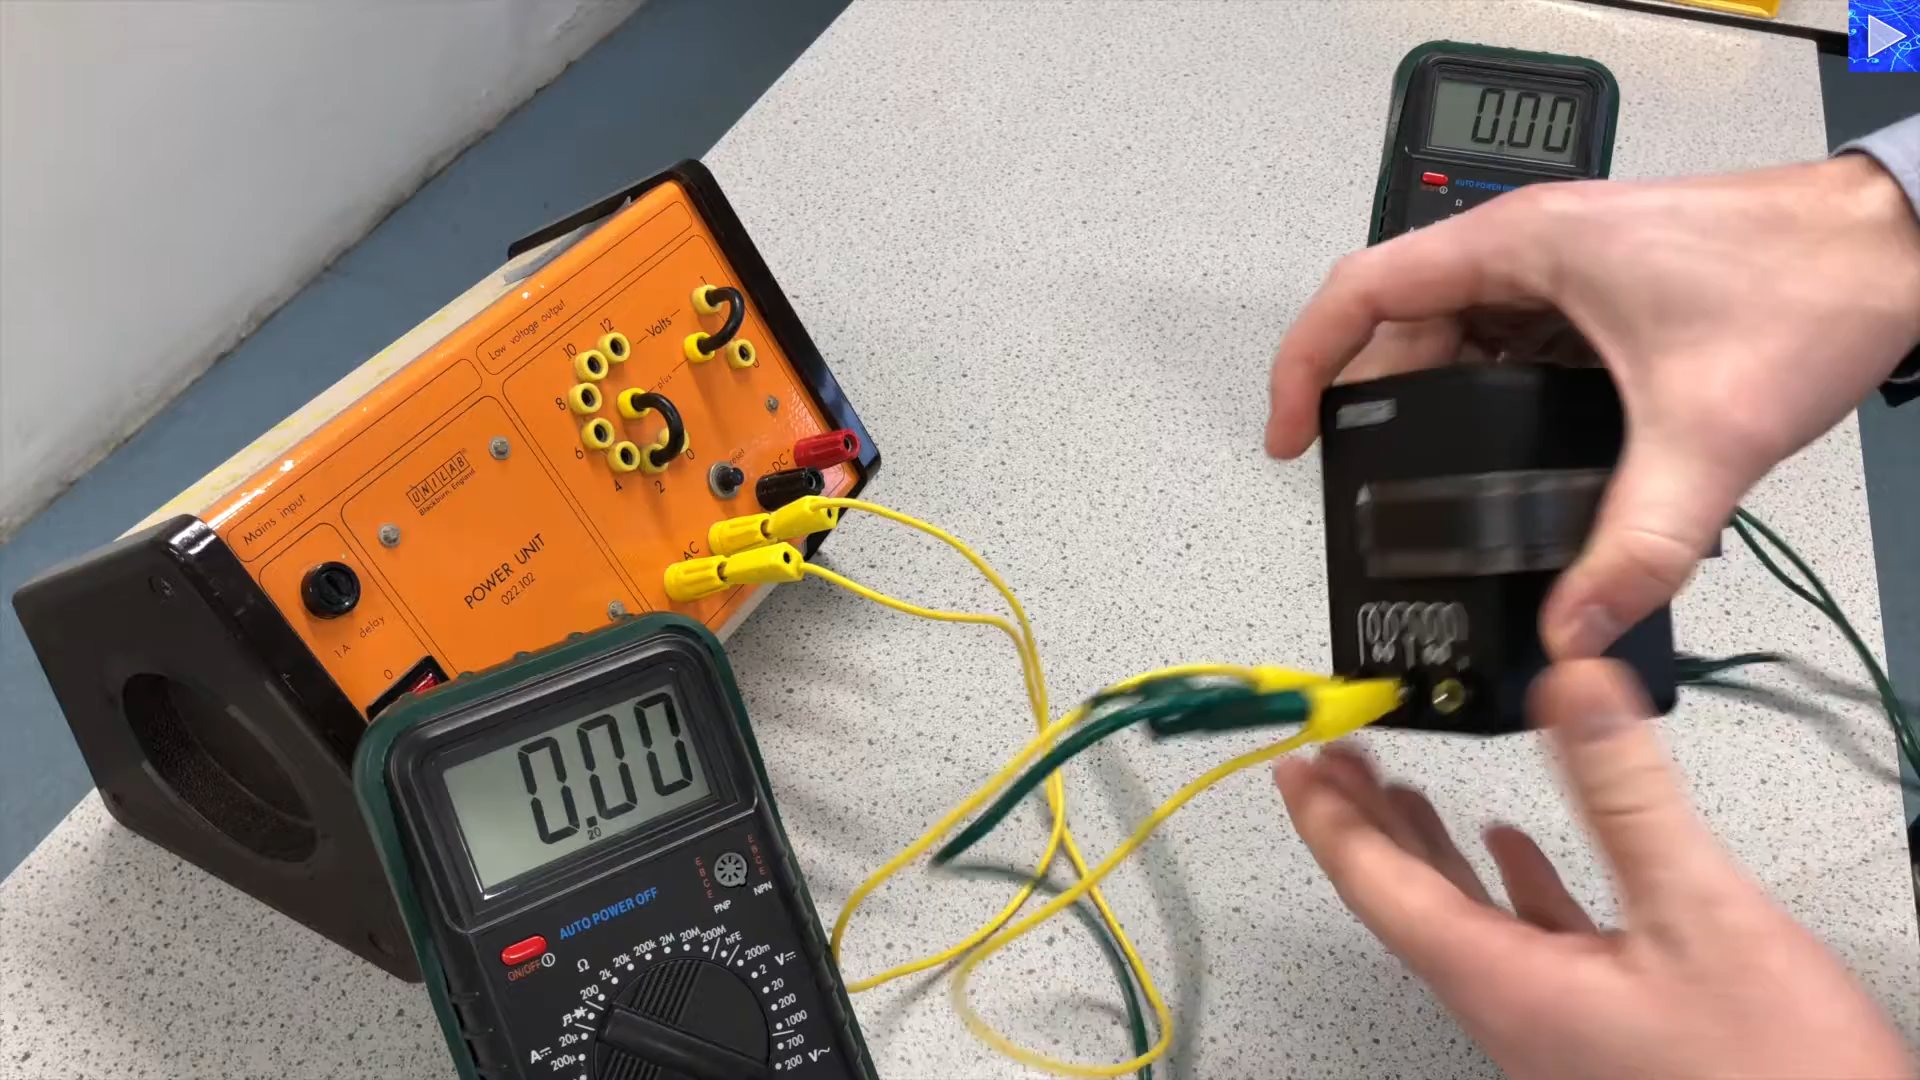 0.00
AUTO POWER OFF
Ω
Low voltage output
12
10
8
6
4
2
0
Volts
plus
1
0
reset
DC
AC
Mains input
UNILAB
Blackburn, England
POWER UNIT
022.102
1A delay
0
0.00
20
AUTO POWER OFF
ON/OFF
E
B
C
E
PNP
E
B
C
E
NPN
Ω
200
2k
20k
200k
2M
20M
200M
hFE
200m
2
20
200
1000
V
700
200
V~
20μ
200μ
A